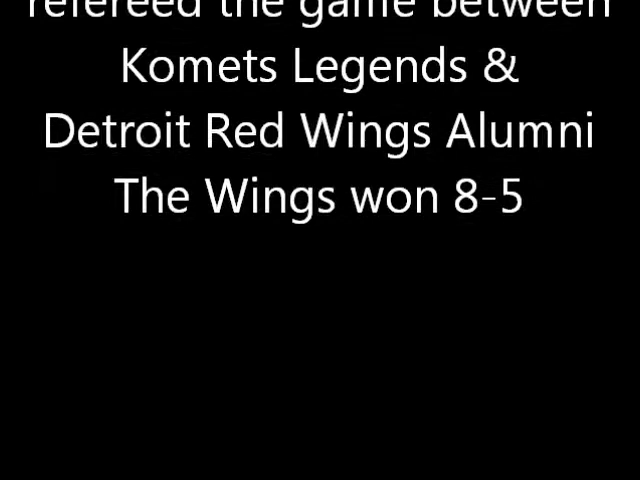 refereed the game between
Komets Legends &
Detroit Red Wings Alumni
The Wings won 8-5